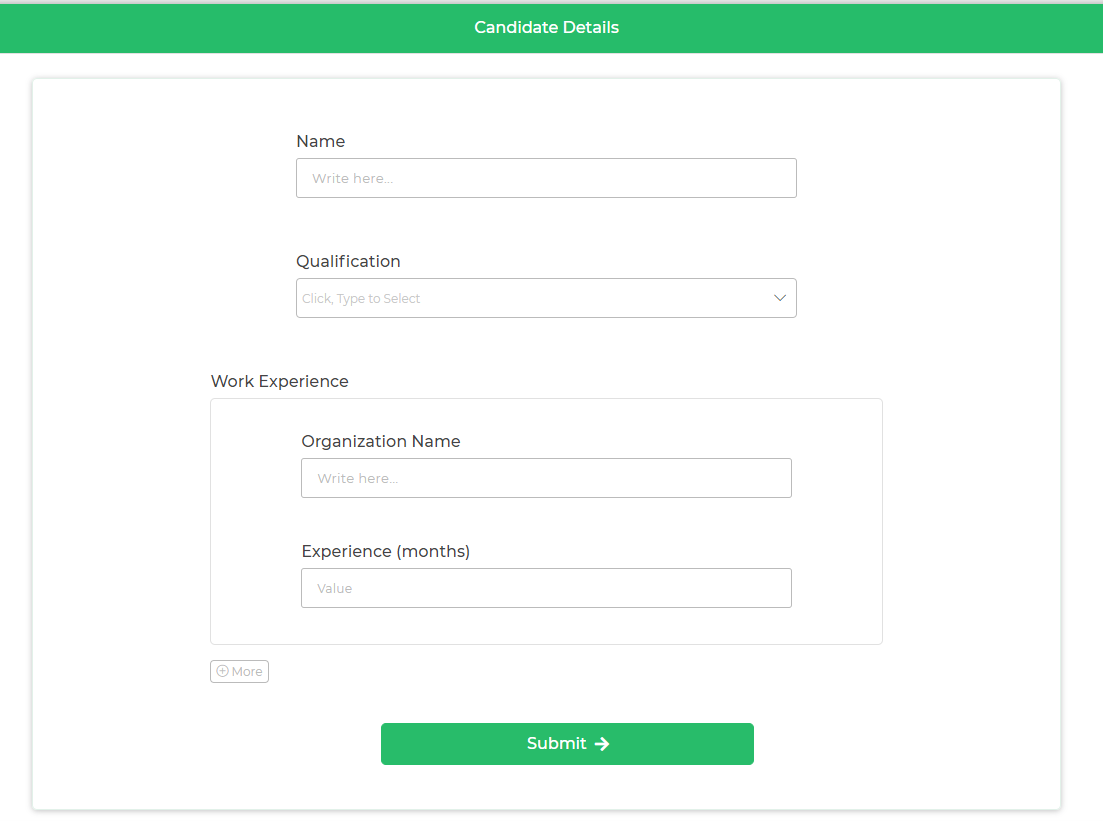 Candidate Details
Name
Write here...
Qualification
Click, Type to Select
Work Experience
Organization Name
Write here...
Experience (months)
Value
More
Submit